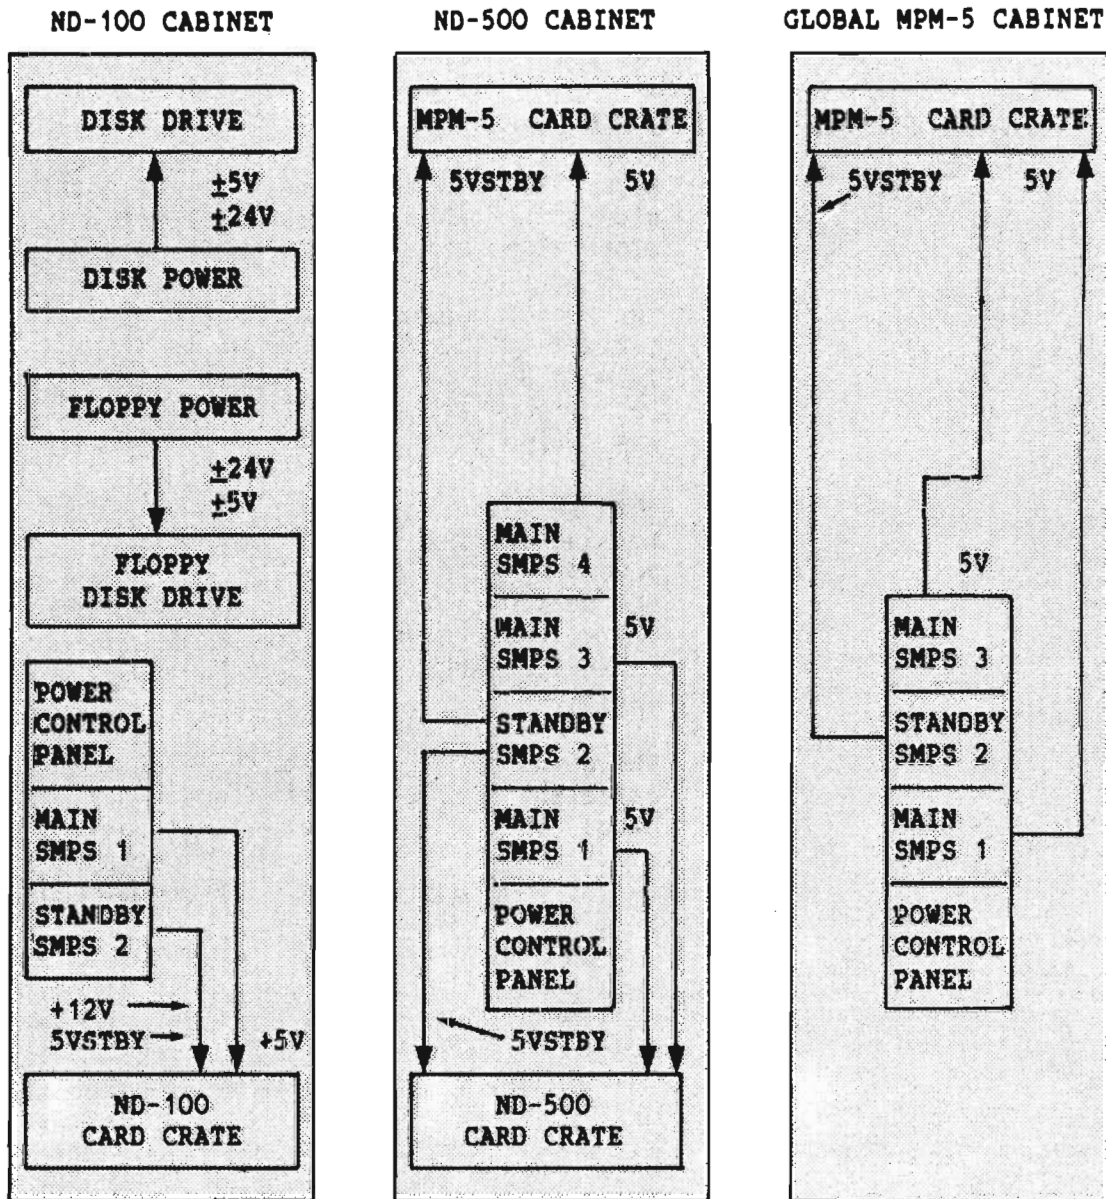 ND-100 CABINET
DISK DRIVE
±5V
±24V
DISK POWER
FLOPPY POWER
±24V
±5V
FLOPPY
DISK DRIVE
POWER
CONTROL
PANEL
MAIN
SMPS 1
STANDBY
SMPS 2
+12V
5VSTBY
+5V
ND-100
CARD CRATE
ND-500 CABINET
MPM-5 CARD CRATE
5VSTBY
5V
MAIN
SMPS 4
MAIN
SMPS 3
5V
STANDBY
SMPS 2
MAIN
SMPS 1
5V
POWER
CONTROL
PANEL
5VSTBY
ND-500
CARD CRATE
GLOBAL MPM-5 CABINET
MPM-5 CARD CRATE
5VSTBY
5V
5V
MAIN
SMPS 3
STANDBY
SMPS 2
MAIN
SMPS 1
POWER
CONTROL
PANEL